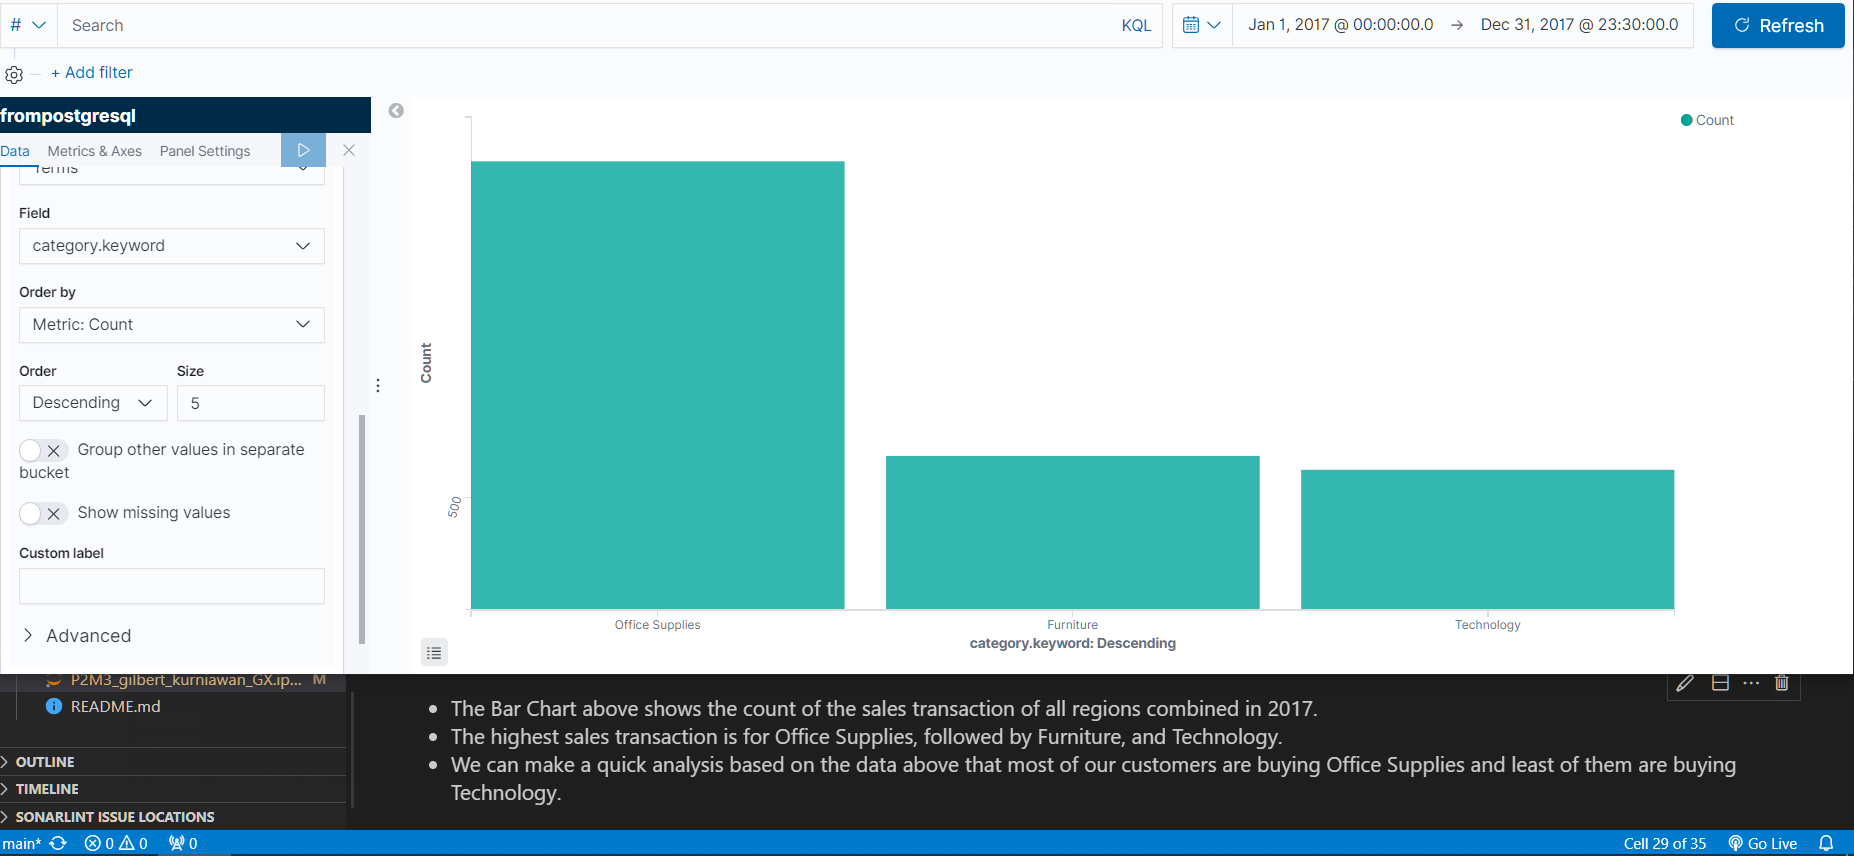 #
Search
KQL
Jan 1, 2017 @ 00:00:00.0 → Dec 31, 2017 @ 23:30:00.0
Refresh
+ Add filter
frompostgresql
Data Metrics & Axes Panel Settings
Terms
Field
category.keyword
Order by
Metric: Count
Order Size
Descending 5
Group other values in separate
bucket
Show missing values
Custom label
Advanced
Count
Count
500
Office Supplies Furniture Technology
category.keyword: Descending
P2M3_gilbert_kurniawan_GX.ip... M
README.md
OUTLINE
TIMELINE
SONARLINT ISSUE LOCATIONS
• The Bar Chart above shows the count of the sales transaction of all regions combined in 2017.
• The highest sales transaction is for Office Supplies, followed by Furniture, and Technology.
• We can make a quick analysis based on the data above that most of our customers are buying Office Supplies and least of them are buying
Technology.
main* 0 0 0 Cell 29 of 35 Go Live